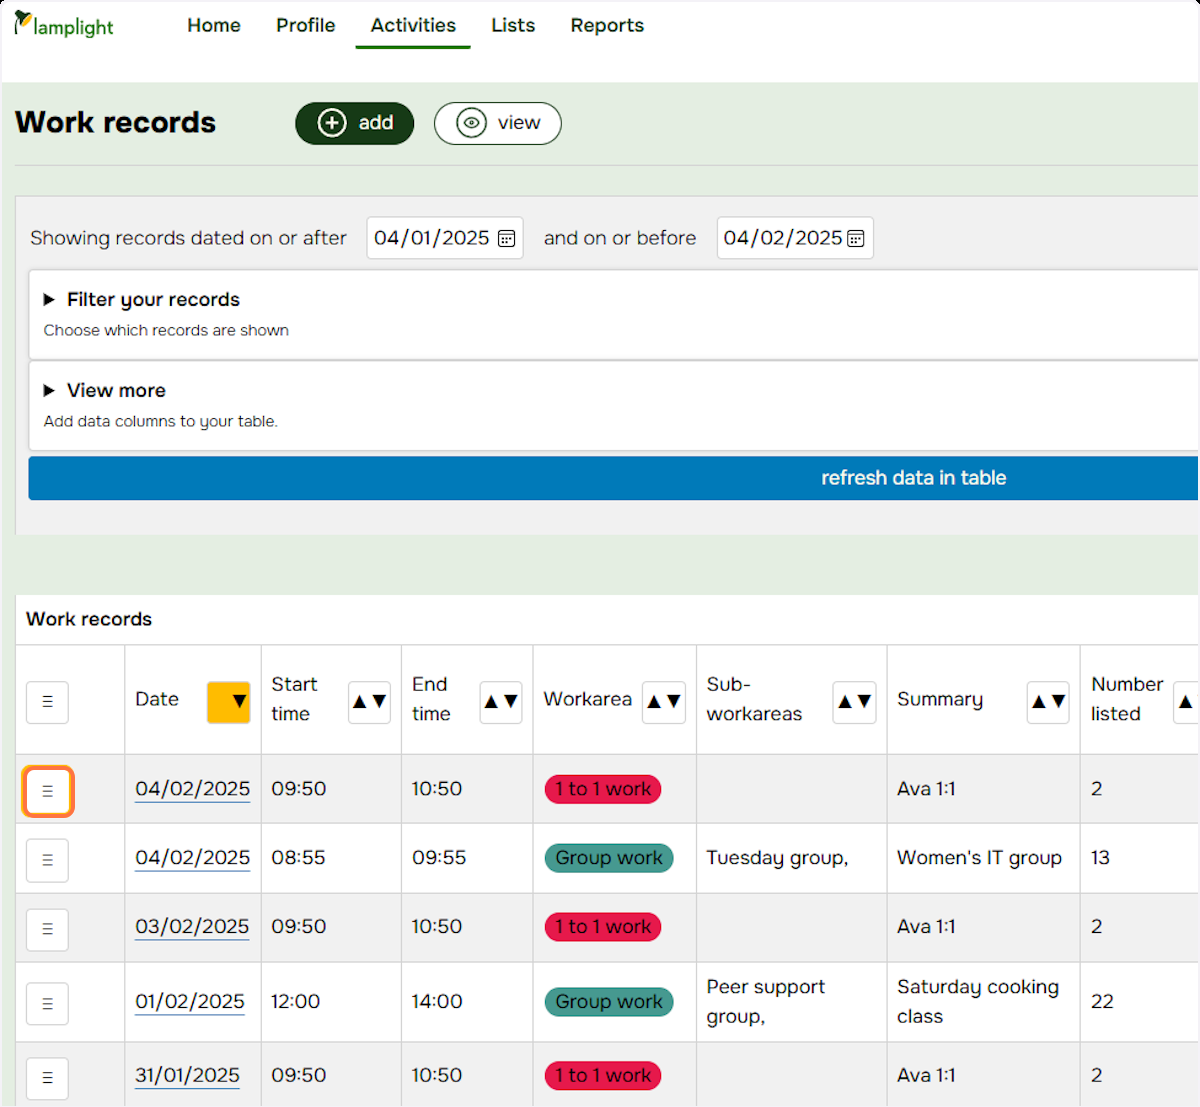 lamplight
Home Profile Activities Lists Reports
Work records add view
Showing records dated on or after 04/01/2025 and on or before 04/02/2025
Filter your records
Choose which records are shown
View more
Add data columns to your table.
refresh data in table
Work records
Date Start time End time Workarea Sub-workareas Summary Number listed
04/02/2025 09:50 10:50 1 to 1 work Ava 1:1 2
04/02/2025 08:55 09:55 Group work Tuesday group, Women's IT group 13
03/02/2025 09:50 10:50 1 to 1 work Ava 1:1 2
01/02/2025 12:00 14:00 Group work Peer support group, Saturday cooking class 22
31/01/2025 09:50 10:50 1 to 1 work Ava 1:1 2